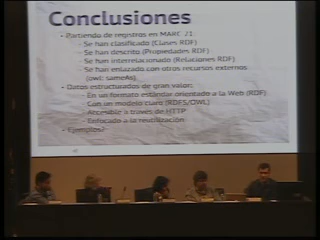 Conclusiones
- Partiendo de registros en MARC 21
- Se han clasificado (Clases RDF)
- Se han descrito (Propiedades RDF)
- Se han interrelacionado (Relaciones RDF)
- Se han enlazado con otros recursos externos
(owl: sameAs)
- Datos estructurados de gran valor:
- En un formato estándar orientado a la Web (RDF)
- Con un modelo claro (RDFS/OWL)
- Accesible a través de HTTP
- Enfocado a la reutilización
- Ejemplos?